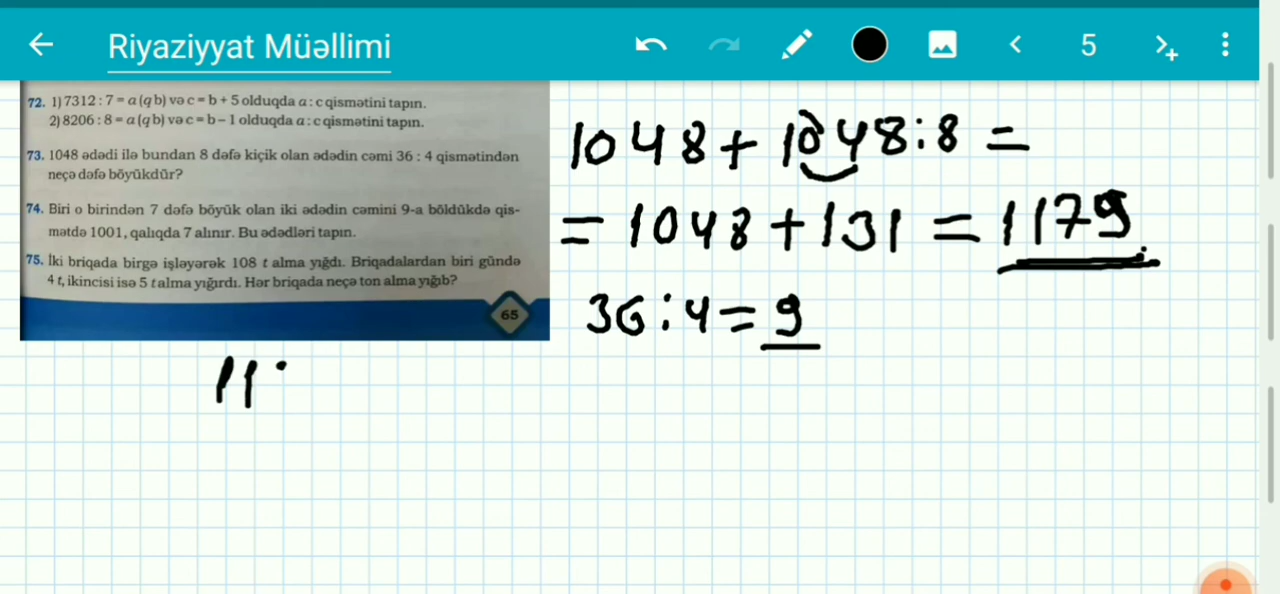 Riyaziyyat Müəllimi
5
72. 1) 7312 : 7 = a (q b) və c = b + 5 olduqda a : c qismətini tapın.
2) 8206 : 8 = a (q b) və c = b – 1 olduqda a : c qismətini tapın.
73. 1048 ədədi ilə bundan 8 dəfə kiçik olan ədədin cəmi 36 : 4 qismətindən
neçə dəfə böyükdür?
74. Biri o birindən 7 dəfə böyük olan iki ədədin cəmini 9-a böldükdə qis-
mətdə 1001, qalıqda 7 alınır. Bu ədədləri tapın.
75. İki briqada birgə işləyərək 108 t alma yığdı. Briqadalardan biri gündə
4 t, ikincisi isə 5 t alma yığırdı. Hər briqada neçə ton alma yığıb?
65
1048 + 1048 : 8 =
= 1048 + 131 = 1179
36 : 4 = 9
11